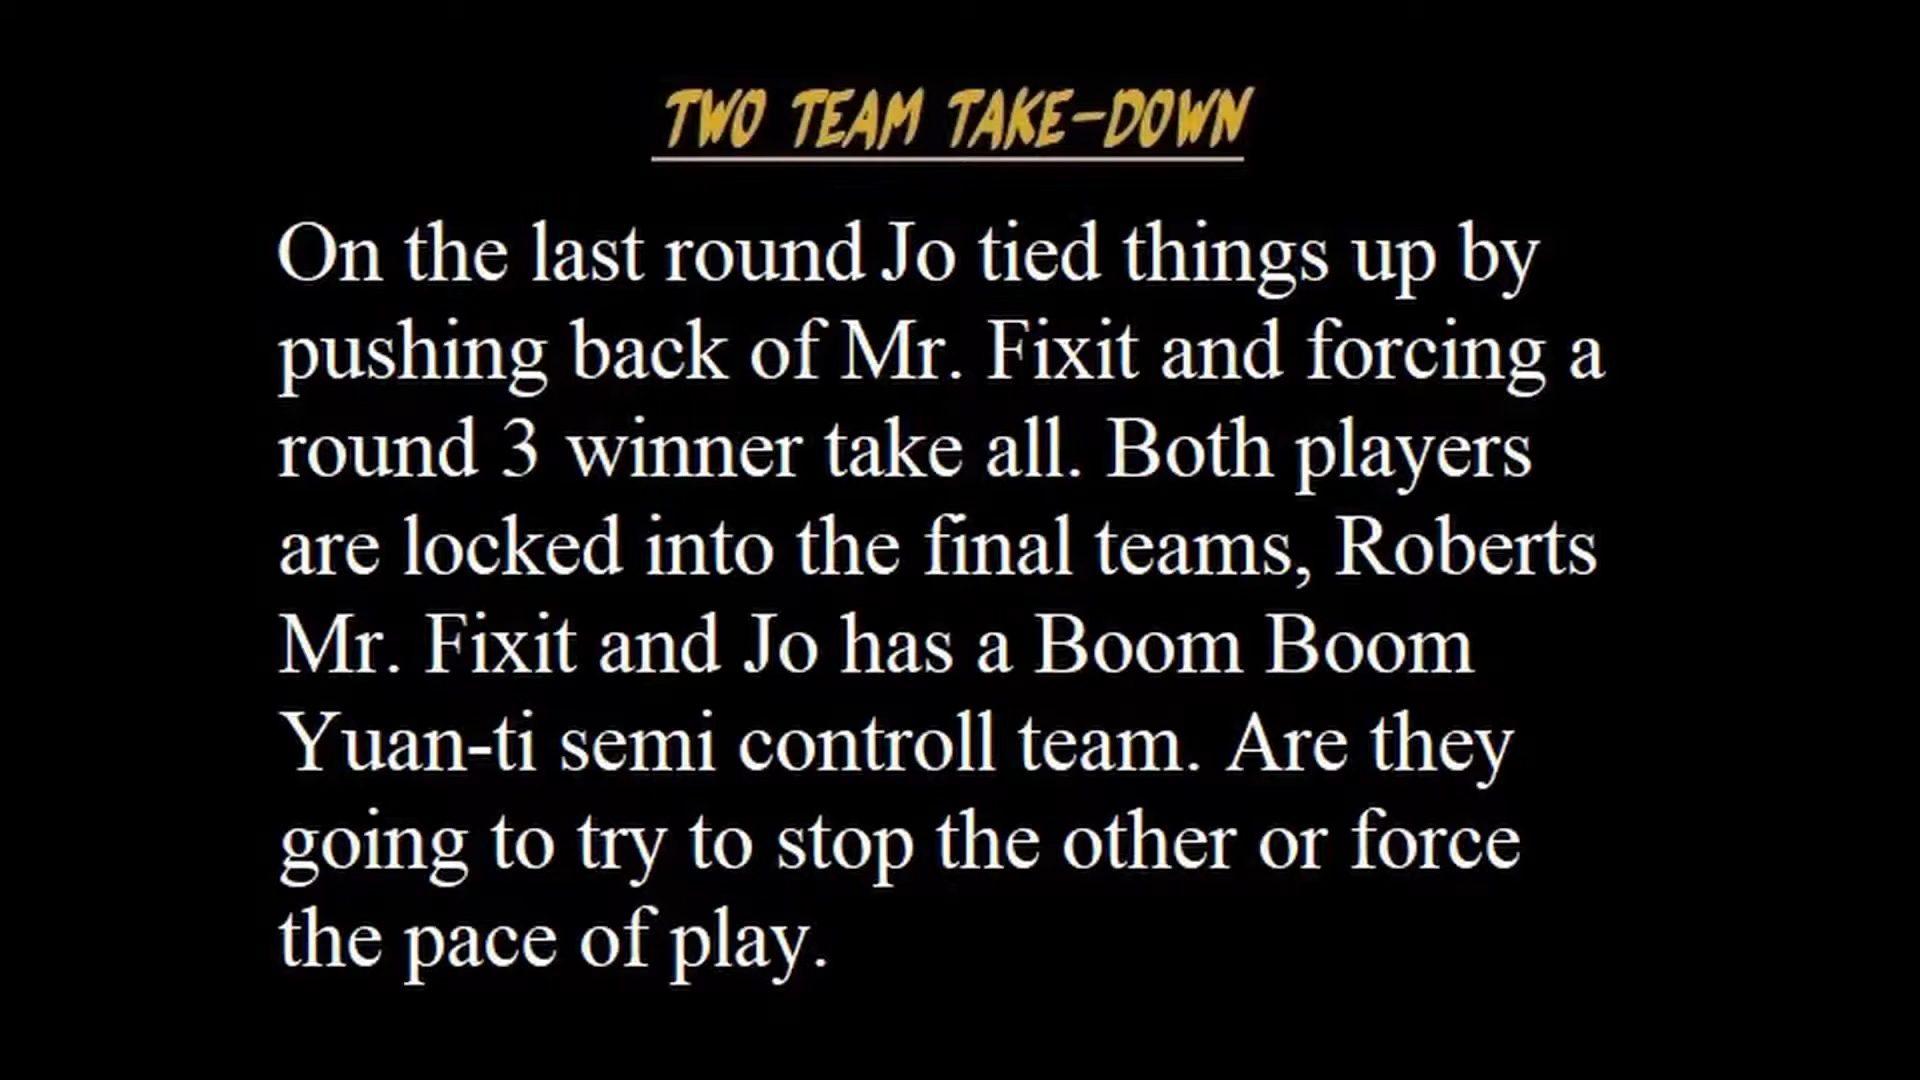 TWO TEAM TAKE-DOWN
On the last round Jo tied things up by
pushing back of Mr. Fixit and forcing a
round 3 winner take all. Both players
are locked into the final teams, Roberts
Mr. Fixit and Jo has a Boom Boom
Yuan-ti semi controll team. Are they
going to try to stop the other or force
the pace of play.